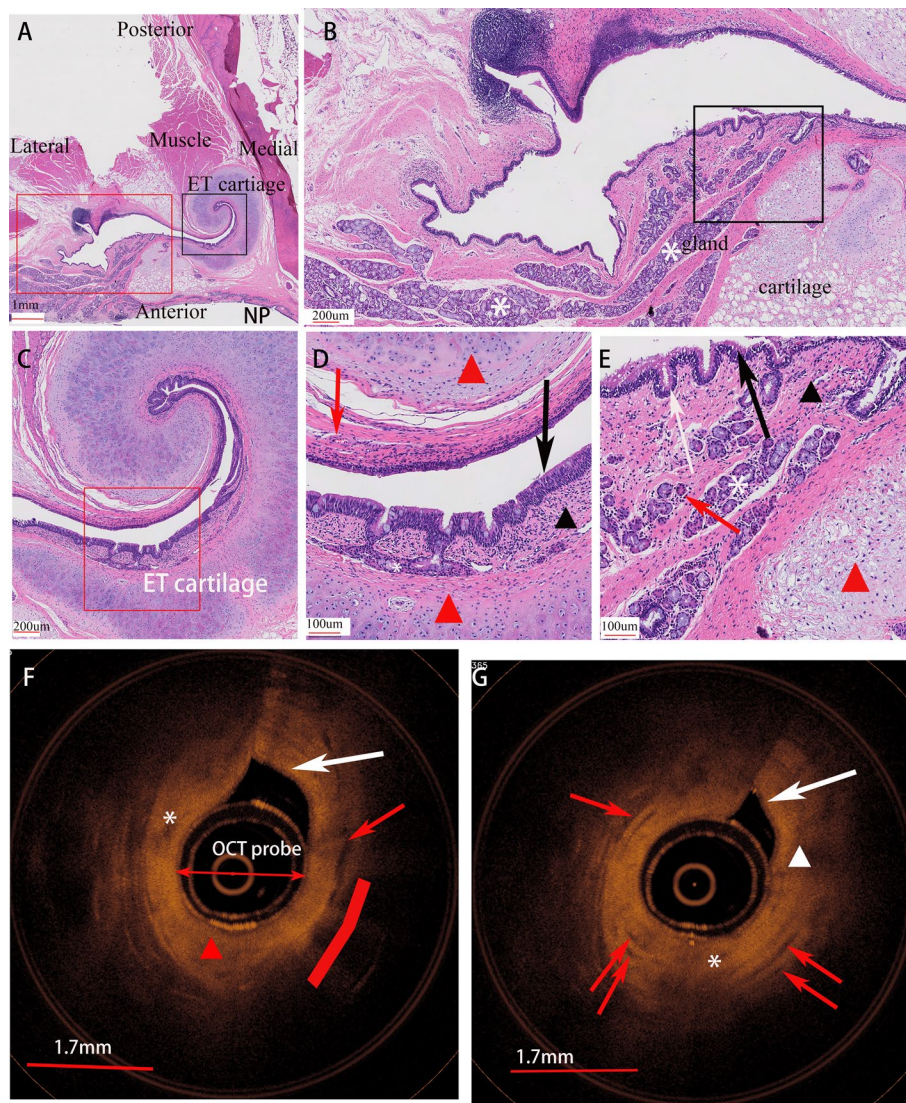 A
Posterior
Lateral
Muscle
Medial
ET cartiage
Anterior
NP
1mm
B
gland
*
*
cartilage
200um
C
ET cartilage
200um
D
*
100um
E
*
100um
F
*
OCT probe
1.7mm
365
G
*
1.7mm